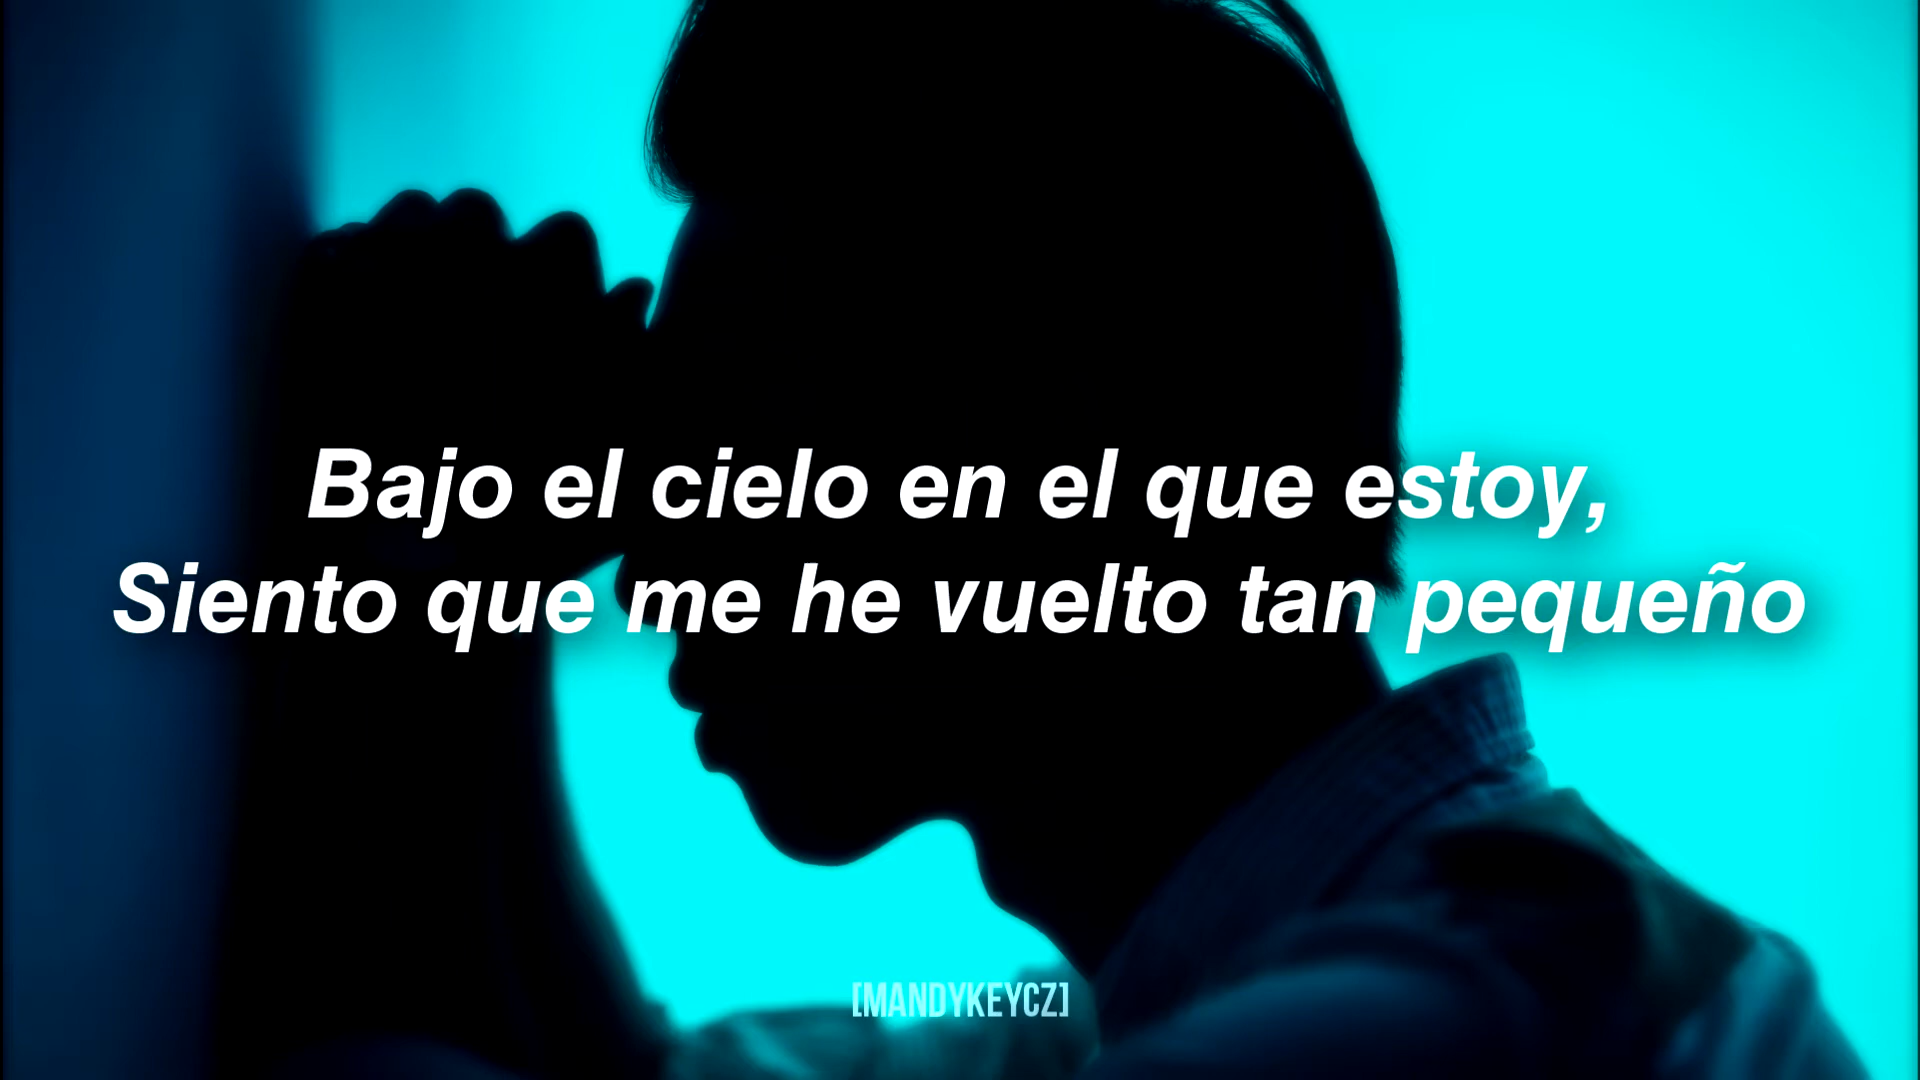 Bajo el cielo en el que estoy,
Siento que me he vuelto tan pequeño
[MANDYKEYCZ]